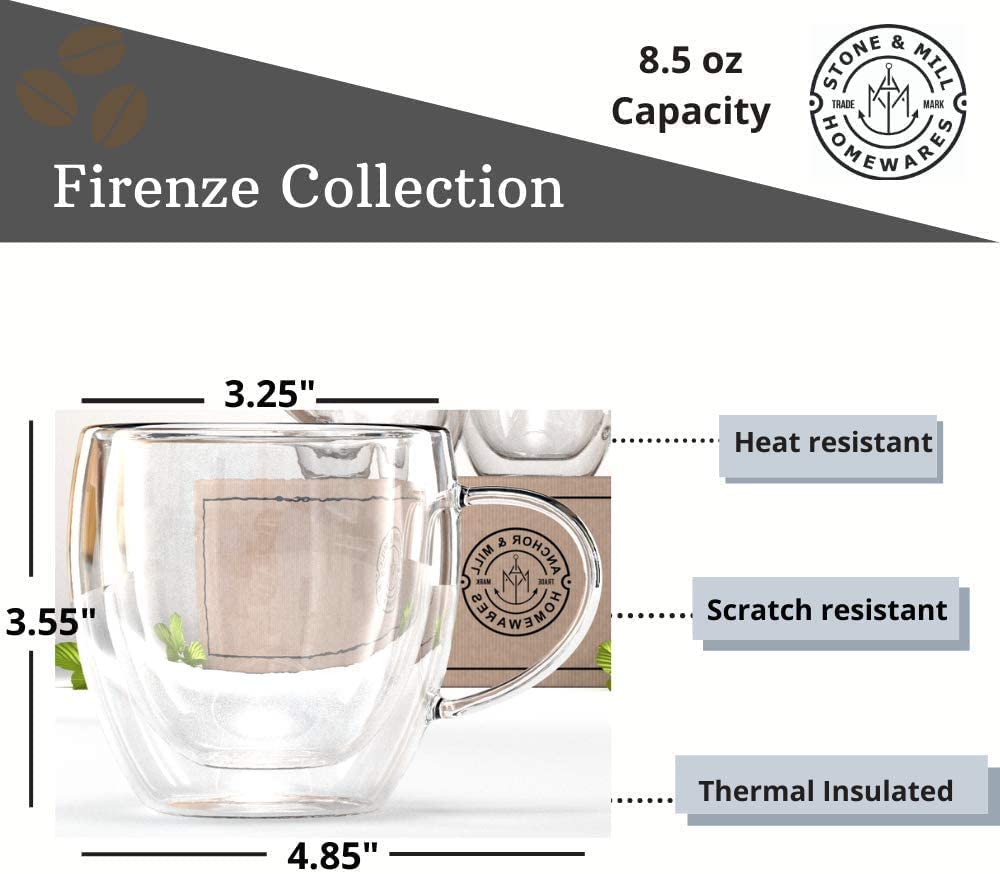 8.5 oz
Capacity
STONE & MILL
TRADE MARK
HOMEWARES
Firenze Collection
3.25"
Heat resistant
ANCHOR & MILL
TRADE MARK
HOMEWARES
3.55"
Scratch resistant
Thermal Insulated
4.85"